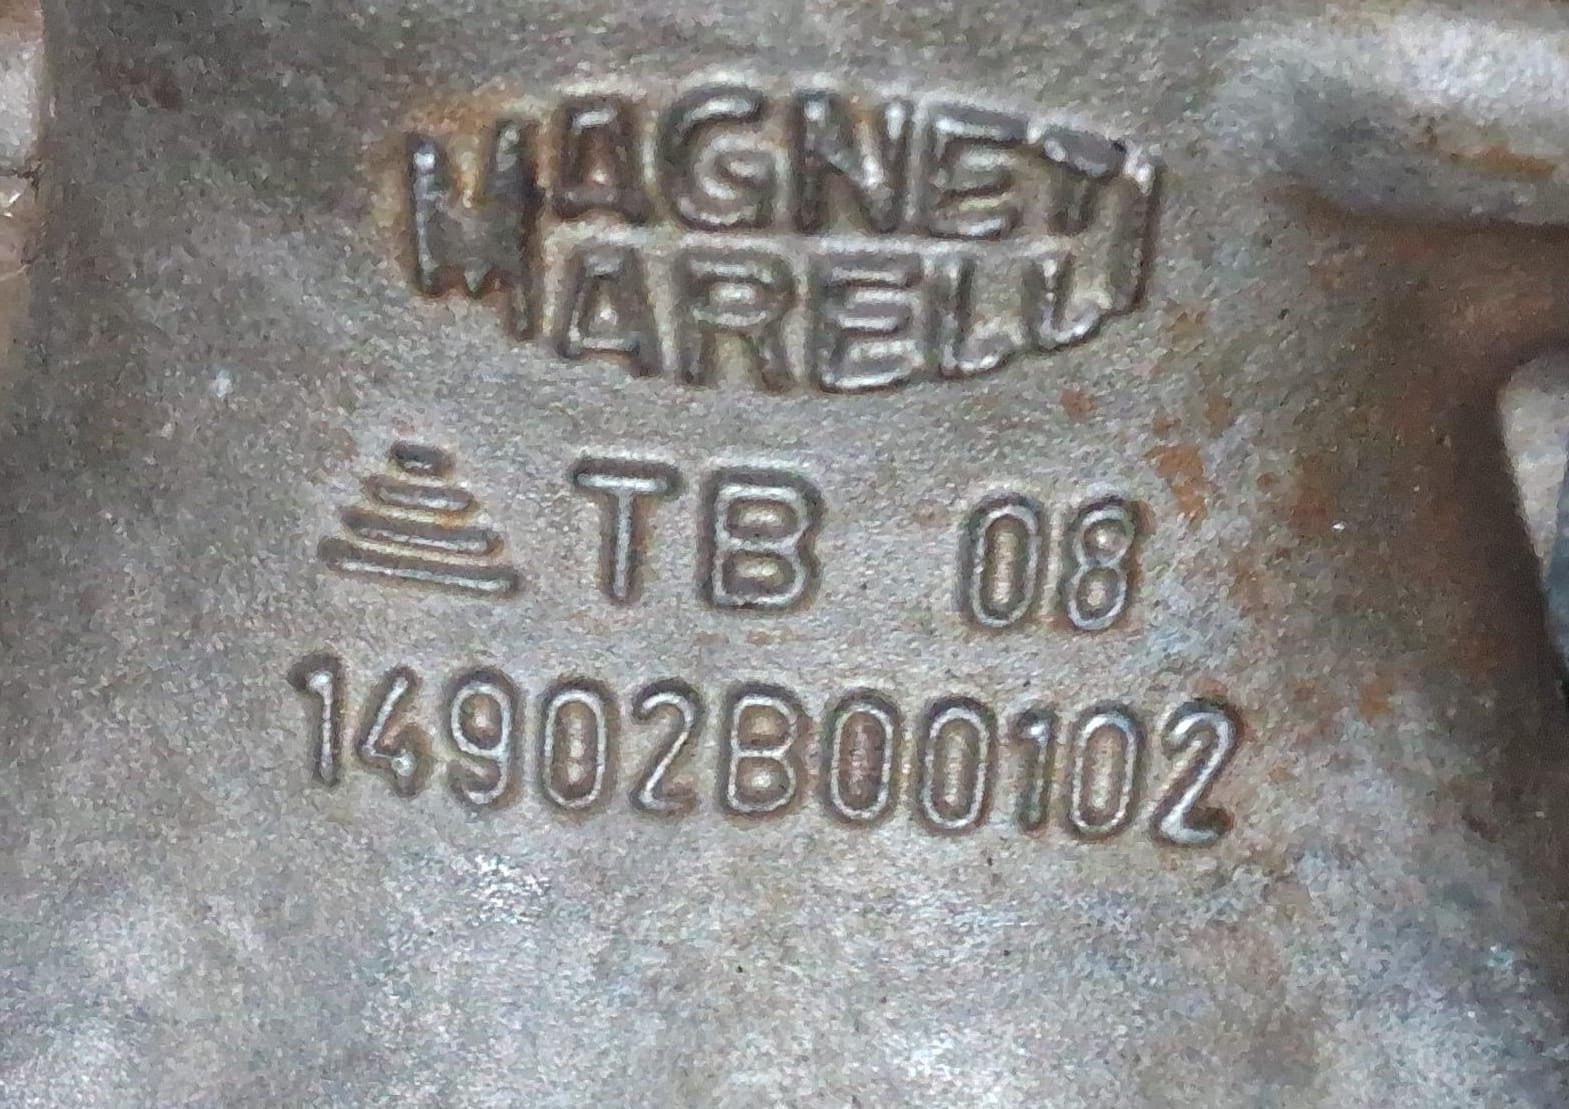 MAGNETI
MARELLI
TB 08
14902B00102